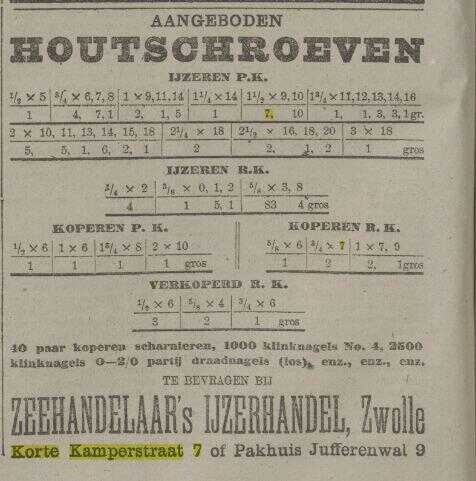 AANGEBODEN
HOUTSCHROEVEN
IJZEREN P.K.
1/2 × 5 | 3/4 × 6,7,8 | 1 × 9,11,14 | 1 1/4 × 14 | 1 1/2 × 9,10 | 1 3/4 × 11,12,13,14,16
1 | 4, 7,1 | 2, 1, 5 | 1 | 7, 10 | 1, 1, 3, 3,1gr.
2 × 10, 11, 13, 14, 15, 18 | 2 1/4 × 18 | 2 1/2 × 16, 18, 20 | 3 × 18
5, 5, 1, 6, 2, 1 | 2 | 2, 1, 2 | 1 gros
IJZEREN R.K.
3/4 × 2 | 5/8 × 0, 1, 2 | 5/8 × 3, 8
4 | 1 5,1 | 83 4 gros
KOPEREN P. K. KOPEREN R. K.
1/2 × 6 | 1 × 6 | 1 3/4 × 8 | 2 × 10 5/8 × 6 | 3/4 × 7 | 1 × 7, 9
1 | 1 | 1 | 1 gros 1 | 2 | 2, 1gros
VERKOPERD R. K.
1/2 × 6 | 5/8 × 4 | 3/4 × 6
3 | 2 | 1 gros
40 paar koperen scharnieren, 1000 klinknagels No. 4, 2500
klinknagels 0—2/0 partij draadnagels (los), enz., enz., enz.
TE BEVRAGEN BIJ
ZEEHANDELAAR's IJZERHANDEL, Zwolle
Korte Kamperstraat 7 of Pakhuis Jufferenwal 9